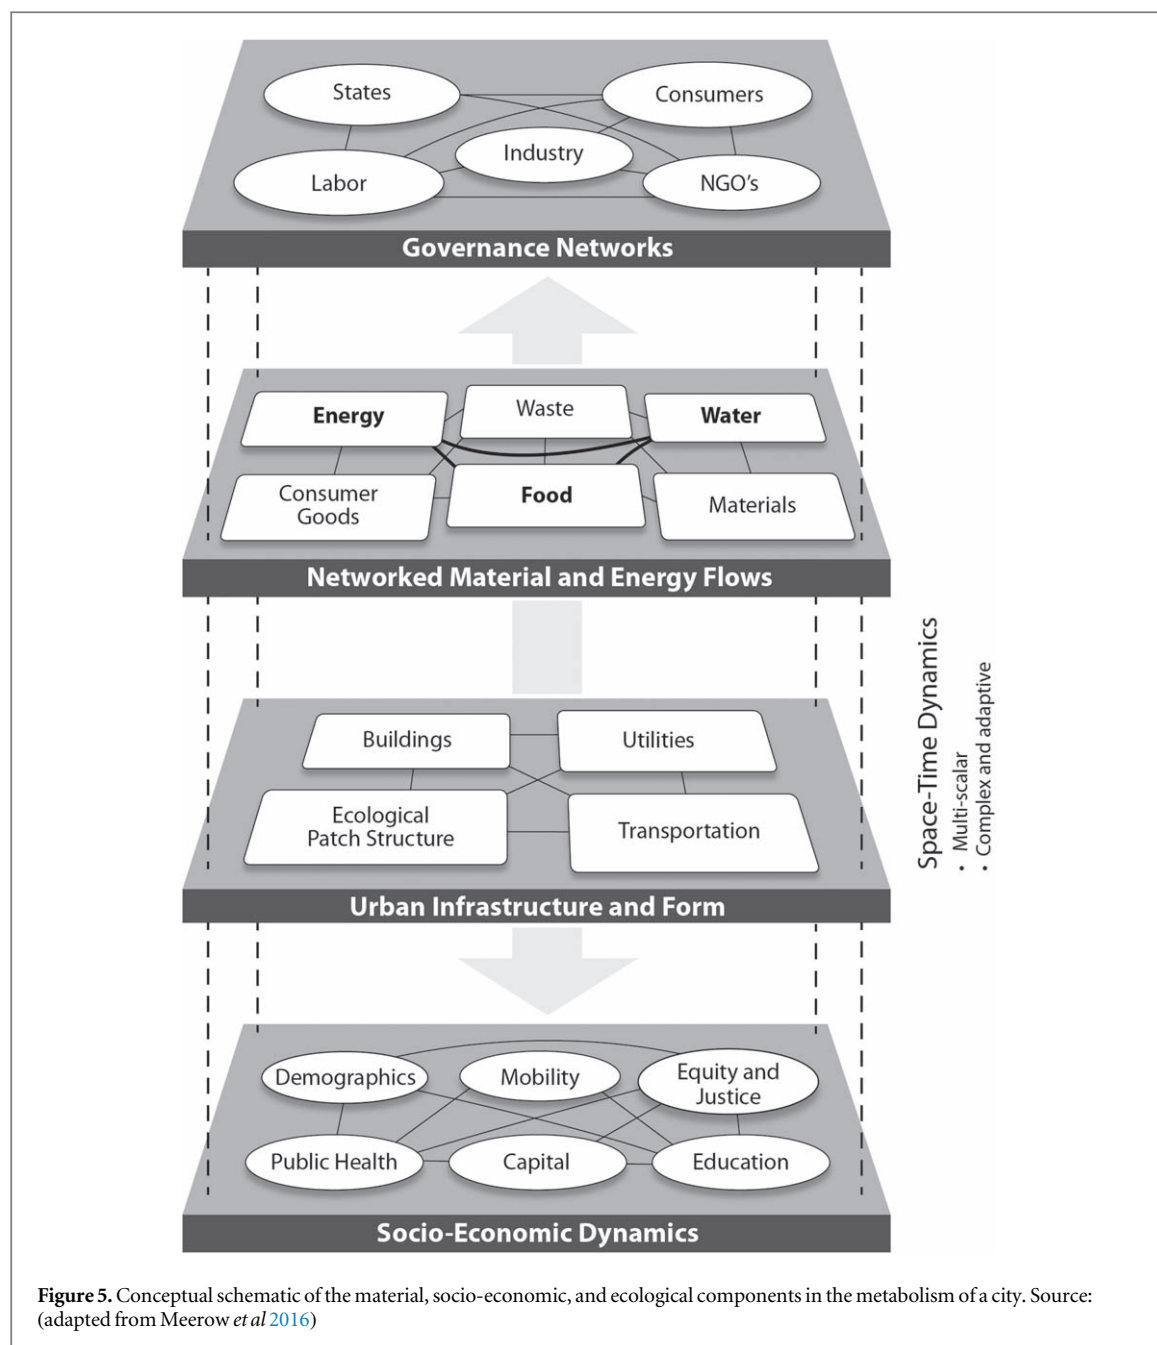 States
Consumers
Industry
Labor
NGO's
Governance Networks
Energy
Waste
Water
Consumer
Goods
Food
Materials
Networked Material and Energy Flows
Buildings
Utilities
Ecological
Patch Structure
Transportation
Urban Infrastructure and Form
Space-Time Dynamics
• Multi-scalar
• Complex and adaptive
Demographics
Mobility
Equity and
Justice
Public Health
Capital
Education
Socio-Economic Dynamics
Figure 5. Conceptual schematic of the material, socio-economic, and ecological components in the metabolism of a city. Source:
(adapted from Meerow et al 2016)